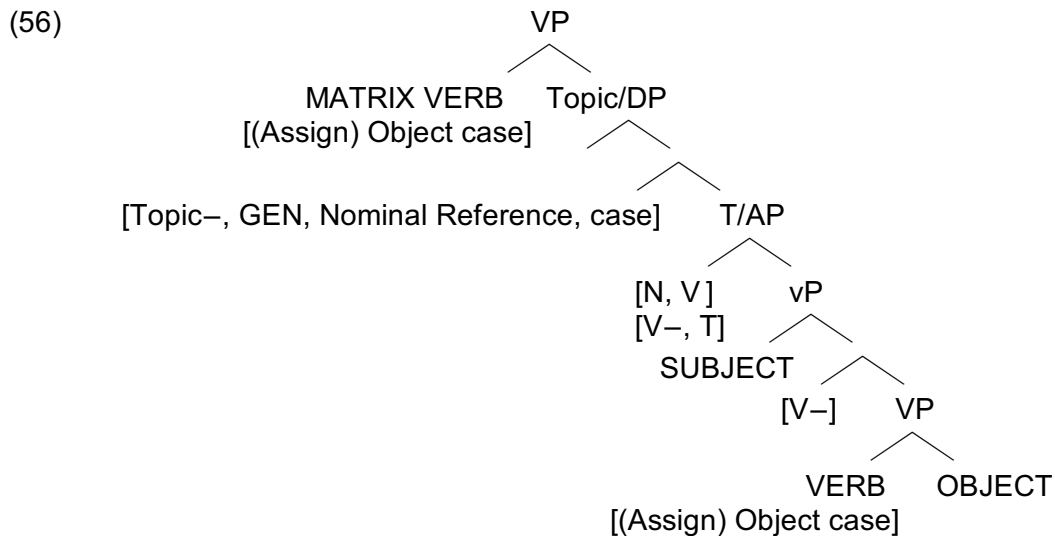 (56) VP
MATRIX VERB Topic/DP
[(Assign) Object case]
[Topic–, GEN, Nominal Reference, case] T/AP
[N, V ] vP
[V–, T]
SUBJECT
[V–] VP
VERB OBJECT
[(Assign) Object case]